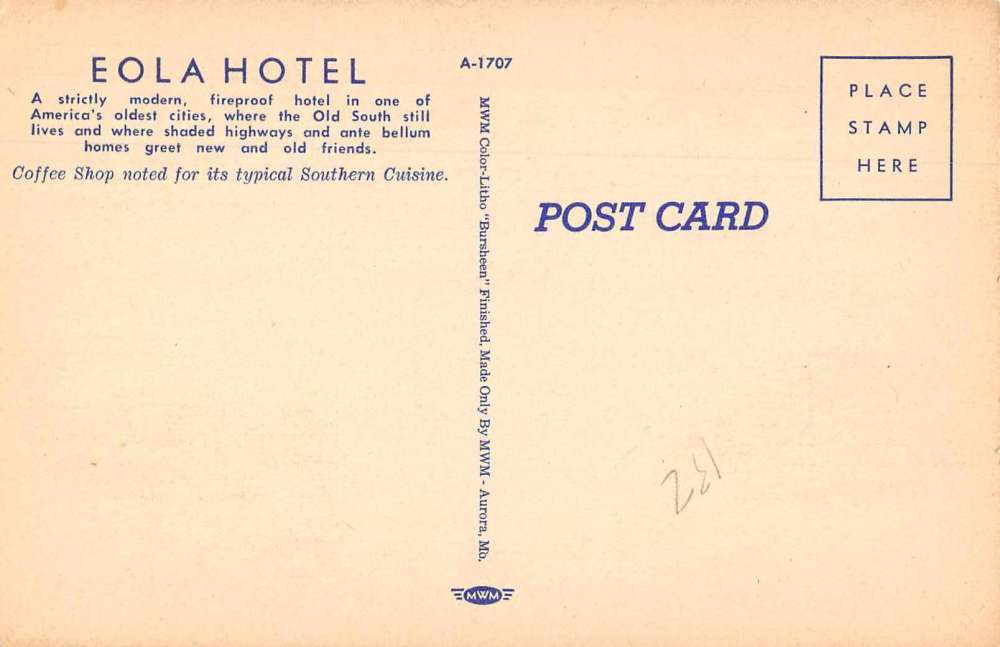 EOLA HOTEL
A strictly modern, fireproof hotel in one of
America's oldest cities, where the Old South still
lives and where shaded highways and ante bellum
homes greet new and old friends.
Coffee Shop noted for its typical Southern Cuisine.
A-1707
MWM Color-Litho "Bursheen" Finished, Made Only By MWM - Aurora, Mo.
MWM
POST CARD
PLACE
STAMP
HERE